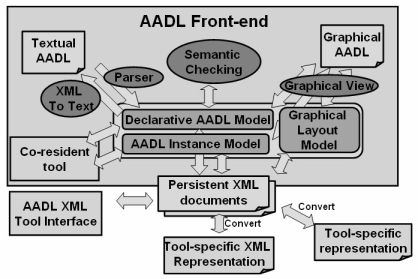 AADL Front-end
Textual
AADL
Semantic
Checking
Graphical
AADL
Parser
XML
To Text
Graphical View
Declarative AADL Model
AADL Instance Model
Graphical
Layout
Model
Co-resident
tool
Persistent XML
documents
AADL XML
Tool Interface
Convert
Convert
Tool-specific XML
Representation
Tool-specific
representation